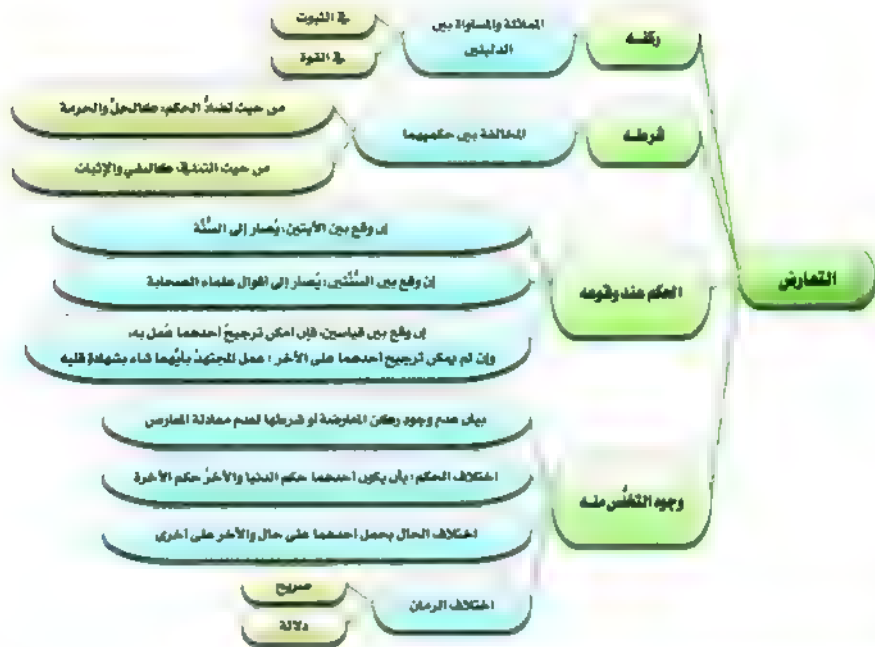 التعارض
ركنه
المماثلة والمساواة بين
الدليلين
في الثبوت
في القوة
شرطه
المخالفة بين حكميهما
من حيث تضادُّ الحكم، كالحلِّ والحرمة
من حيث التنافي، كالنفي والإثبات
الحكم عند وقوعه
إن وقع بين الآيتين، يُصار إلى السُّنَّة
إن وقع بين السُّنَّتين، يُصار إلى أقوال علماء الصحابة
إن وقع بين قياسين، فإن أمكن ترجيحُ أحدهما عُمل به،
وإن لم يمكن ترجيح أحدهما على الآخر ؛ عمل المجتهدُ بأيِّهما شاء بشهادة قلبه
وجوه التخلُّص منه
بيان عدم وجود ركن المعارضة أو شرطها لعدم معادلة المعارض
اختلاف الحكم ؛ بأن يكون أحدهما حكم الدنيا والآخرُ حكم الآخرة
اختلاف الحال بحمل أحدهما على حال والآخر على أخرى
اختلاف الزمان
صريح
دلالة